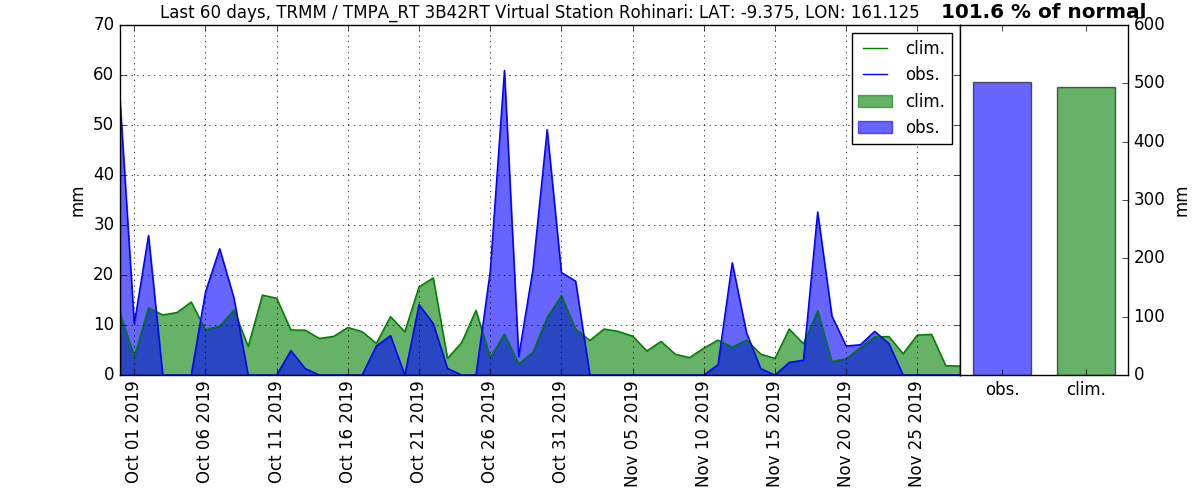 Last 60 days, TRMM / TMPA_RT 3B42RT Virtual Station Rohinari: LAT: -9.375, LON: 161.125
101.6 % of normal
70
60
50
40
30
20
10
0
mm
clim.
obs.
clim.
obs.
Oct 01 2019
Oct 06 2019
Oct 11 2019
Oct 16 2019
Oct 21 2019
Oct 26 2019
Oct 31 2019
Nov 05 2019
Nov 10 2019
Nov 15 2019
Nov 20 2019
Nov 25 2019
600
500
400
300
200
100
0
mm
obs.
clim.